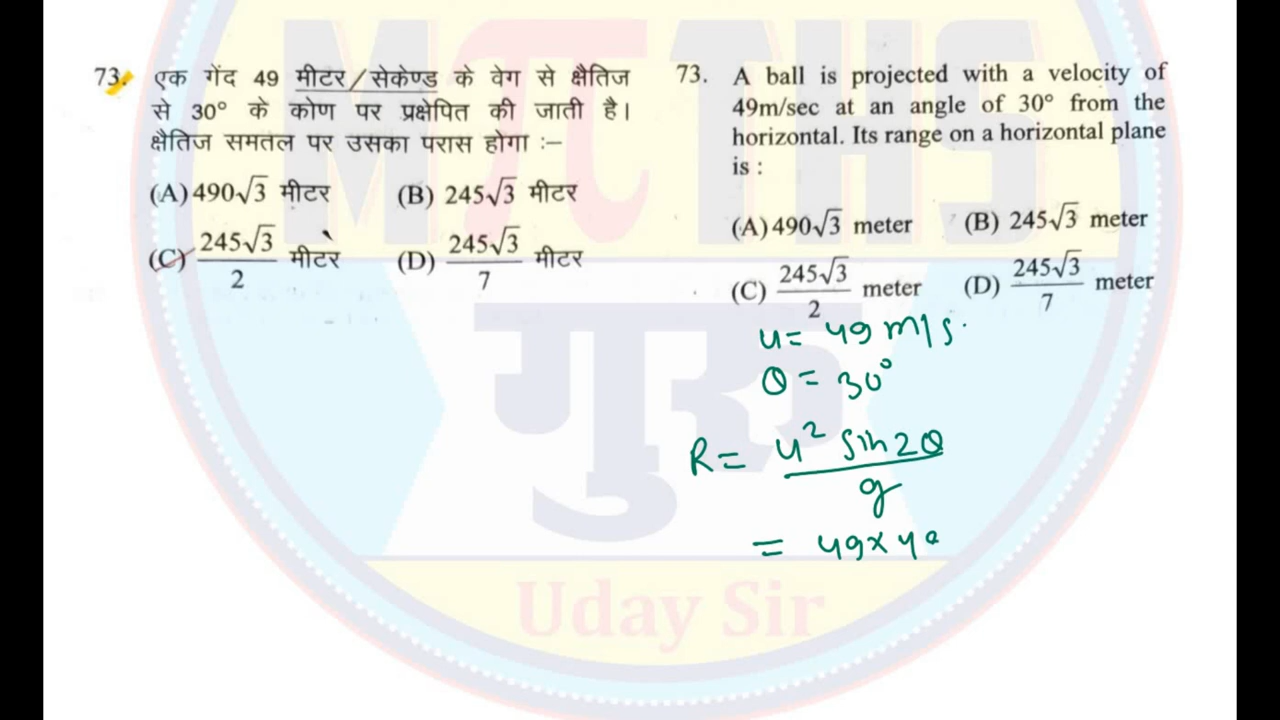 73. एक गेंद 49 मीटर/सेकेण्ड के वेग से क्षैतिज
से 30° के कोण पर प्रक्षेपित की जाती है।
क्षैतिज समतल पर उसका परास होगा :–
(A) 490√3 मीटर (B) 245√3 मीटर
(C) 245√3/2 मीटर (D) 245√3/7 मीटर
73. A ball is projected with a velocity of
49m/sec at an angle of 30° from the
horizontal. Its range on a horizontal plane
is :
(A) 490√3 meter (B) 245√3 meter
(C) 245√3/2 meter (D) 245√3/7 meter
u = 49 m/s.
θ = 30°
R = u² sin2θ/g
= 49×49
MπTHS
गुरु
Uday Sir